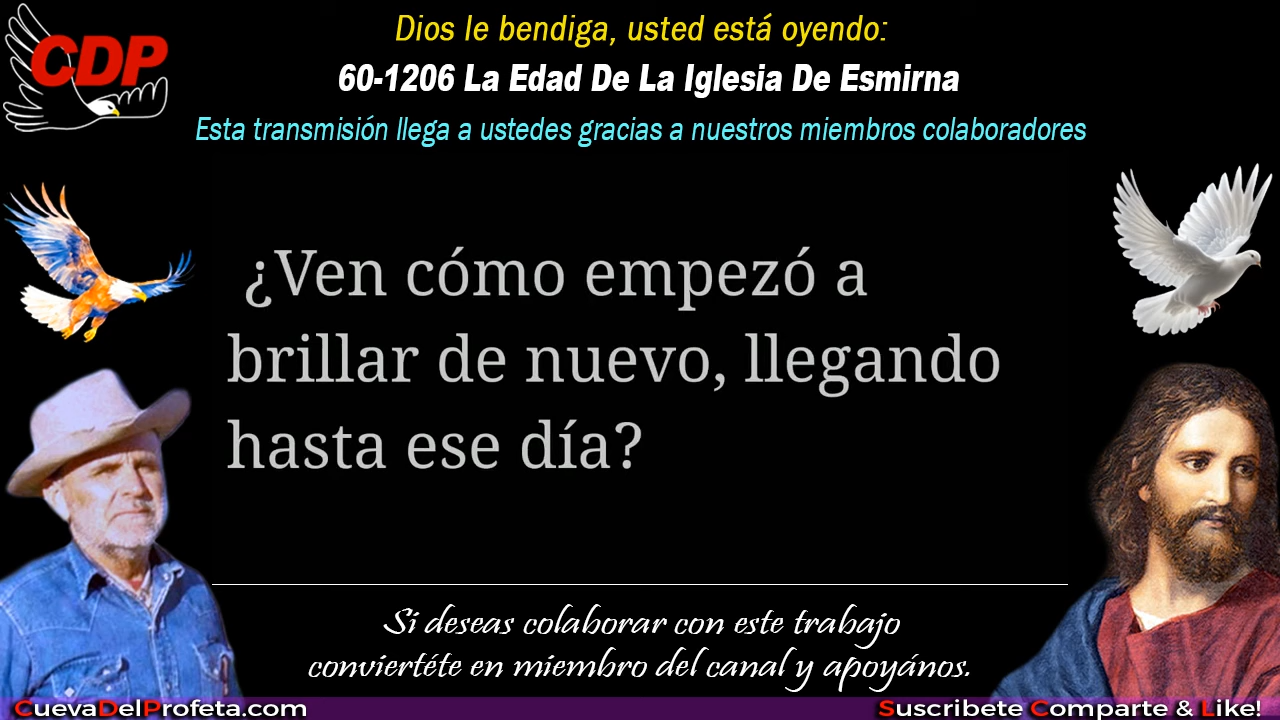 CDP
Dios le bendiga, usted está oyendo:
60-1206 La Edad De La Iglesia De Esmirna
Esta transmisión llega a ustedes gracias a nuestros miembros colaboradores
¿Ven cómo empezó a
brillar de nuevo, llegando
hasta ese día?
Si deseas colaborar con este trabajo
conviertéte en miembro del canal y apoyános.
CuevaDelProfeta.com
Suscribete Comparte & Like!